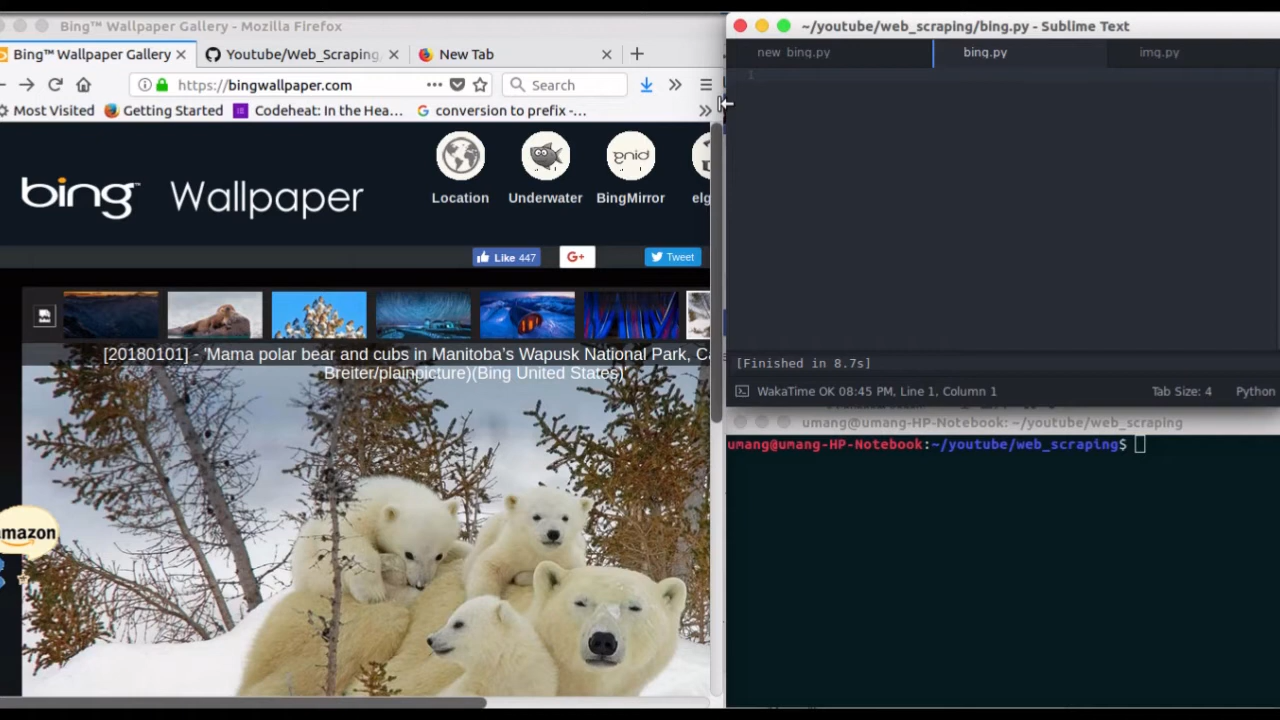 Bing™ Wallpaper Gallery - Mozilla Firefox
Bing™ Wallpaper Gallery
Youtube/Web_Scraping
New Tab
https://bingwallpaper.com
Search
Most Visited
Getting Started
Codeheat: In the Hea...
conversion to prefix -...
bing™ Wallpaper
Location
Underwater
BingMirror
elg
bing
Like 447
G+
Tweet
[20180101] - 'Mama polar bear and cubs in Manitoba's Wapusk National Park, Ca
Breiter/plainpicture)(Bing United States)
amazon
~/youtube/web_scraping/bing.py - Sublime Text
new bing.py
bing.py
img.py
1
[Finished in 8.7s]
WakaTime OK 08:45 PM, Line 1, Column 1
Tab Size: 4
Python
umang@umang-HP-Notebook: ~/youtube/web_scraping
umang@umang-HP-Notebook:~/youtube/web_scraping$